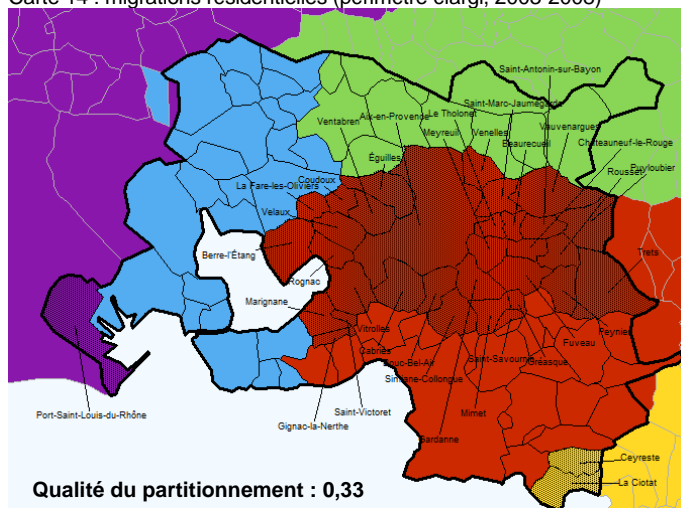 Carte 14 : migrations résidentielles (périmètre élargi, 2003-2008)
Saint-Antonin-sur-Bayon
Aix-en-Provence
Le Tholonet
Saint-Marc-Jaumegarde
Ventabren
Meyreuil
Venelles
Vauvenargues
Beaurecueil
Chateauneuf-le-Rouge
Éguilles
Rousset
Puyloubier
Coudoux
La Fare-les-Oliviers
Velaux
Berre-l'Étang
Trets
Rognac
Marignane
Vitrolles
Peynier
Fuveau
Cabriès
Saint-Savournin
Gréasque
Bouc-Bel-Air
Simiane-Collongue
Port-Saint-Louis-du-Rhône
Saint-Victoret
Mimet
Gignac-la-Nerthe
Gardanne
Ceyreste
La Ciotat
Qualité du partitionnement : 0,33